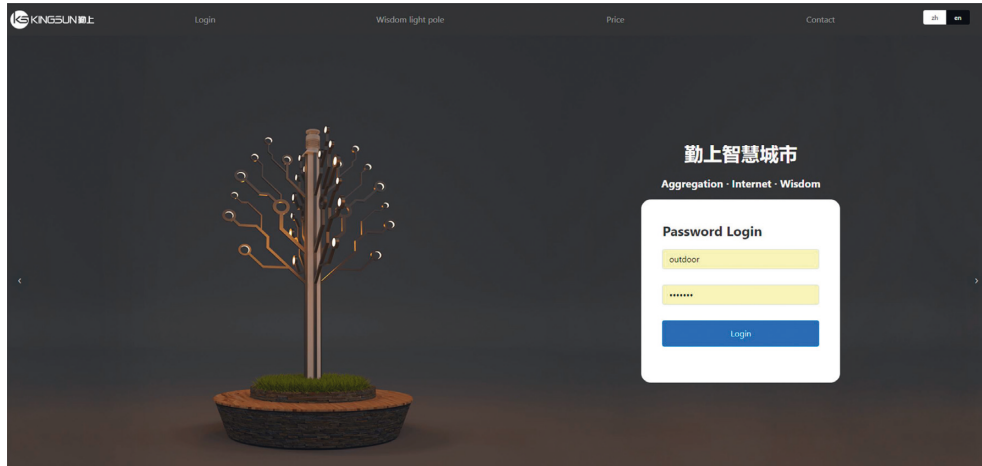 KS KINGSUN勤上
Login
Wisdom light pole
Price
Contact
zh
en
勤上智慧城市
Aggregation · Internet · Wisdom
Password Login
outdoor
•••••••
Login